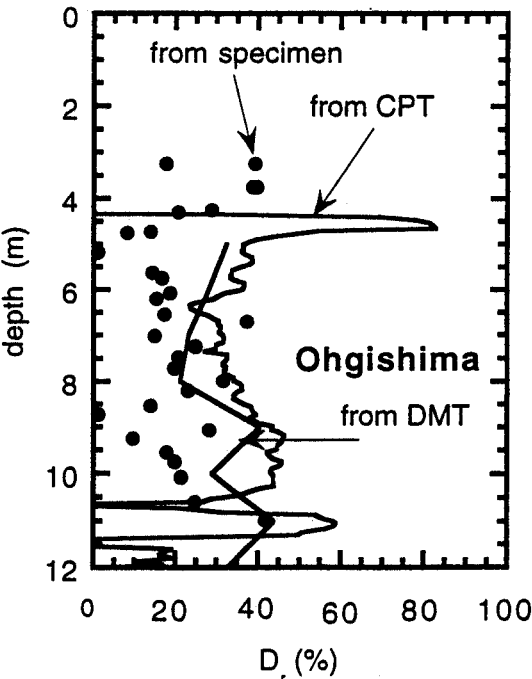 0
from specimen
2
from CPT
4
depth (m)
6
Ohgishima
8
from DMT
10
12
0 20 40 60 80 100
Dr (%)